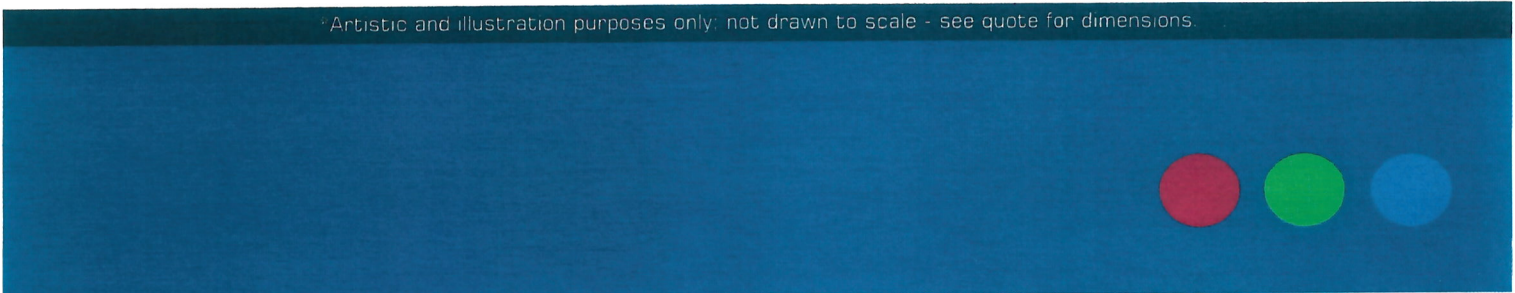 *Artistic and illustration purposes only; not drawn to scale - see quote for dimensions.